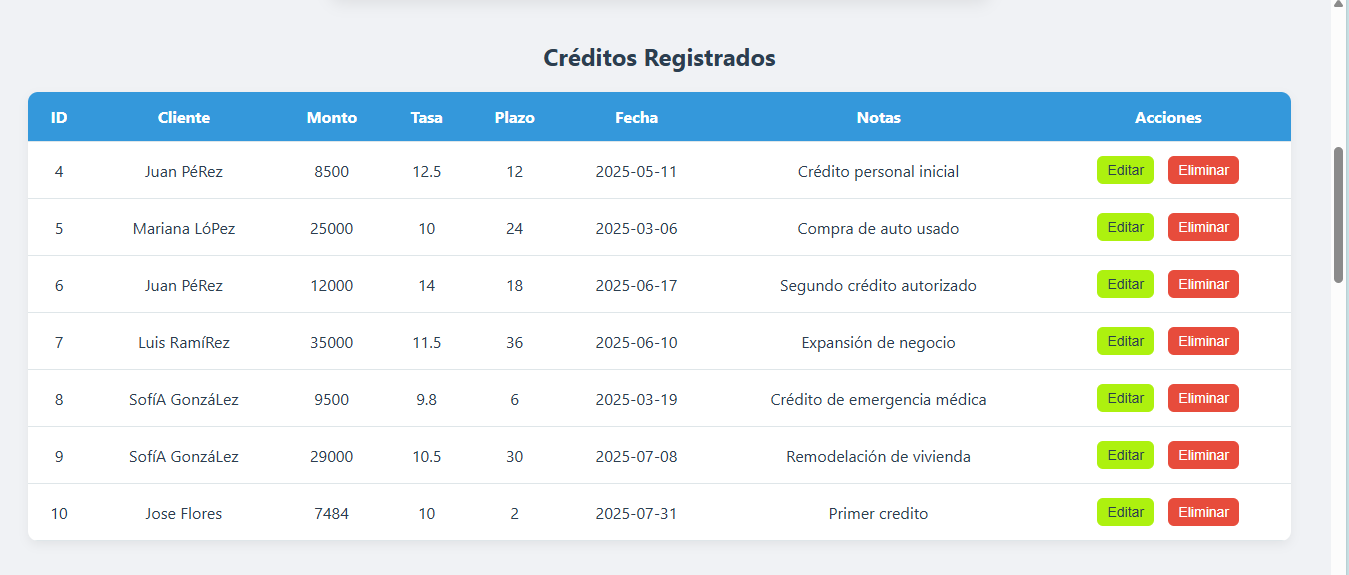 Créditos Registrados
ID Cliente Monto Tasa Plazo Fecha Notas Acciones
4 Juan PéRez 8500 12.5 12 2025-05-11 Crédito personal inicial Editar Eliminar
5 Mariana LóPez 25000 10 24 2025-03-06 Compra de auto usado Editar Eliminar
6 Juan PéRez 12000 14 18 2025-06-17 Segundo crédito autorizado Editar Eliminar
7 Luis RamíRez 35000 11.5 36 2025-06-10 Expansión de negocio Editar Eliminar
8 SofíA GonzáLez 9500 9.8 6 2025-03-19 Crédito de emergencia médica Editar Eliminar
9 SofíA GonzáLez 29000 10.5 30 2025-07-08 Remodelación de vivienda Editar Eliminar
10 Jose Flores 7484 10 2 2025-07-31 Primer credito Editar Eliminar